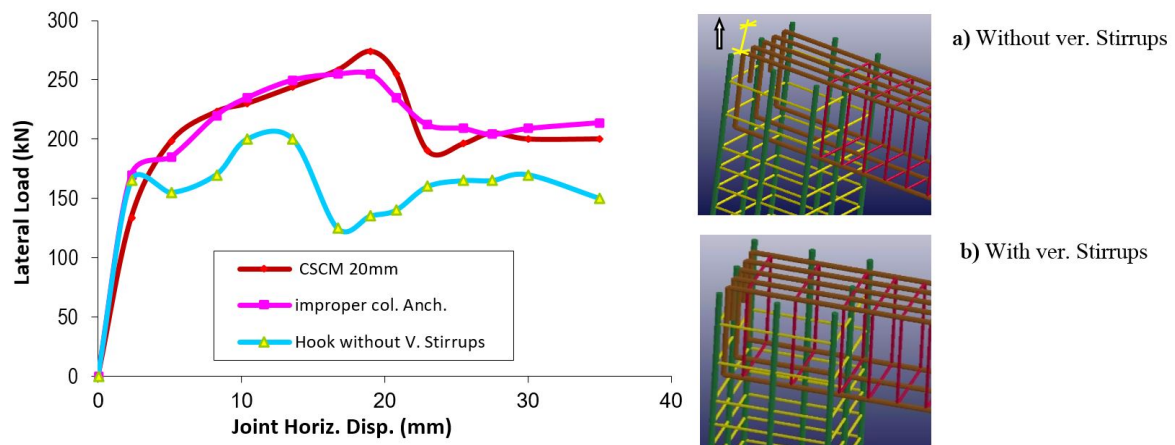 300
250
200
150
100
50
0
Lateral Load (kN)
CSCM 20mm
improper col. Anch.
Hook without V. Stirrups
0 10 20 30 40
Joint Horiz. Disp. (mm)
a) Without ver. Stirrups
b) With ver. Stirrups